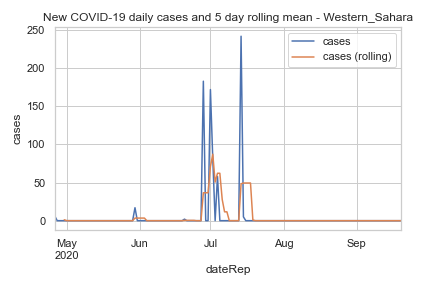 New COVID-19 daily cases and 5 day rolling mean - Western_Sahara
cases
cases (rolling)
250
200
150
100
50
0
cases
May Jun Jul Aug Sep
2020
dateRep